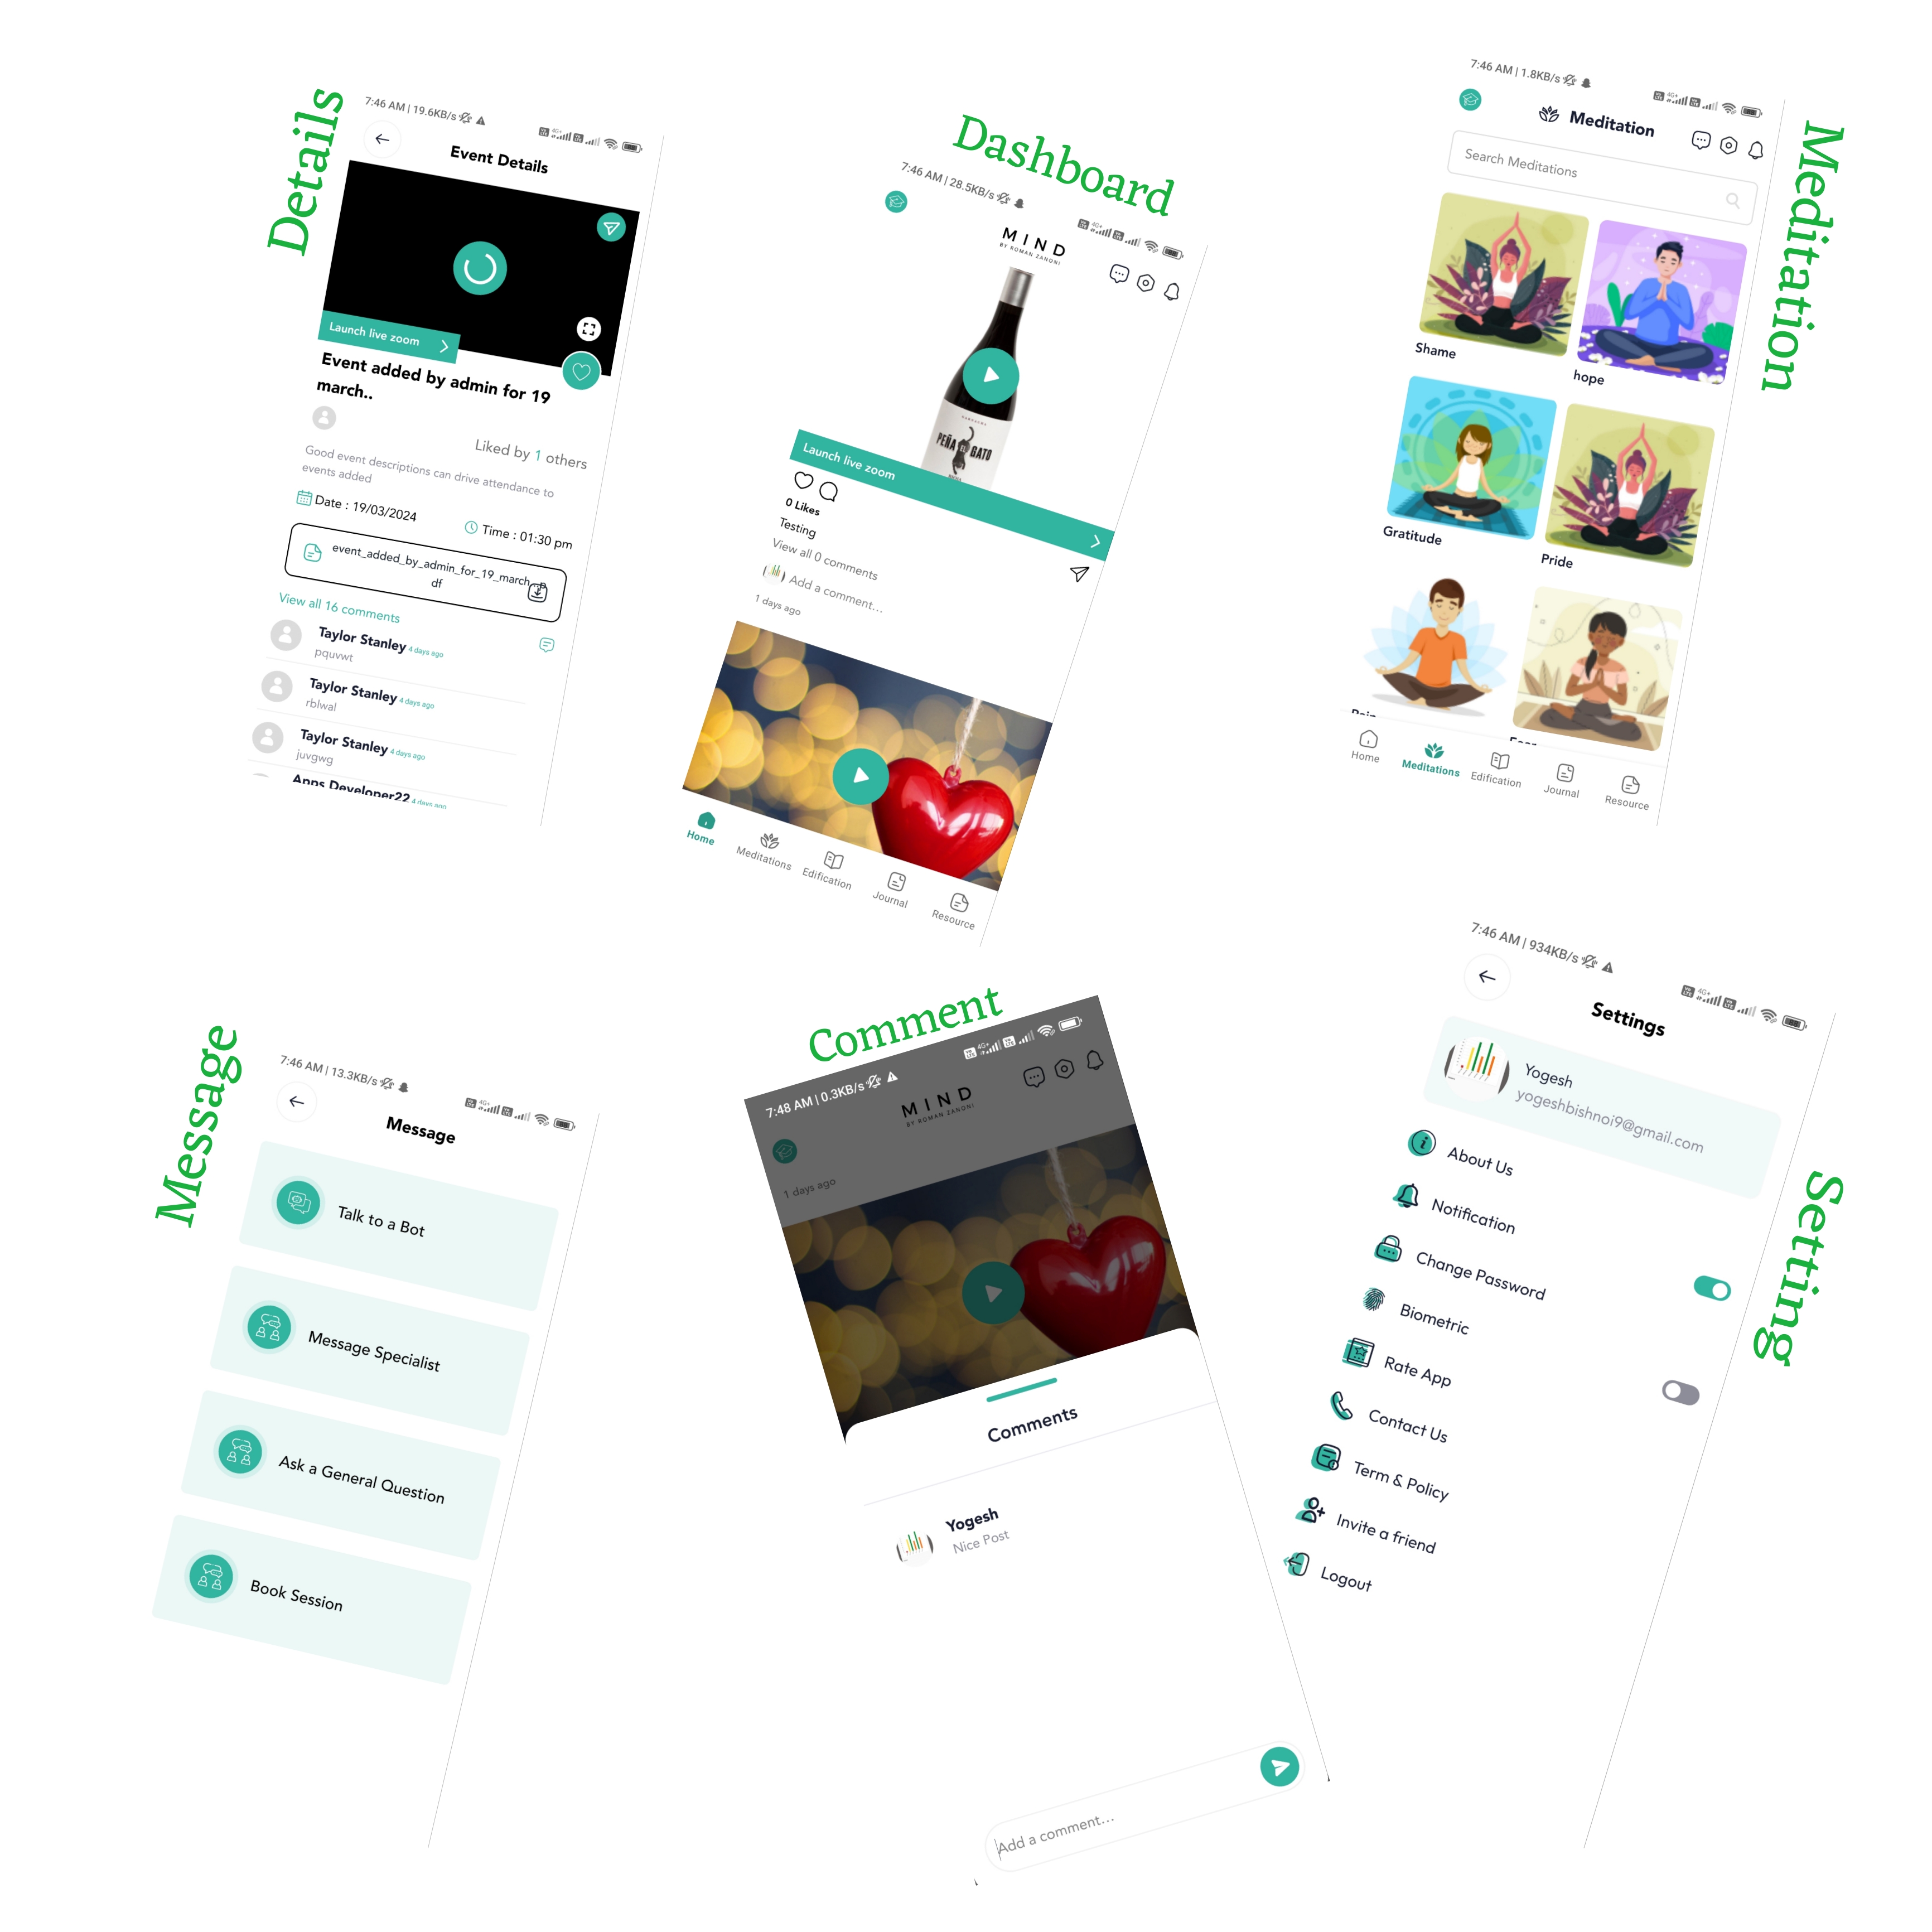 Details
7:46 AM | 19.6KB/s
Event Details
Launch live zoom
Event added by admin for 19
march..
Liked by 1 others
Good event descriptions can drive attendance to
events added
Date : 19/03/2024
Time : 01:30 pm
event_added_by_admin_for_19_march_.p
df
View all 16 comments
Taylor Stanley 4 days ago
pquvwt
Taylor Stanley 4 days ago
rblwal
Taylor Stanley 4 days ago
juvgwg
Apps Developer22 4 days ago
Dashboard
7:46 AM | 28.5KB/s
4G+
MIND
BY ROMAN ZANONI
PEÑA EL GATO
Launch live zoom
0 Likes
Testing
View all 0 comments
Add a comment...
1 days ago
Home
Meditations
Edification
Journal
Resource
Meditation
7:46 AM | 1.8KB/s
4G+
Meditation
Search Meditations
Shame
hope
Gratitude
Pride
Home
Meditations
Edification
Journal
Resource
Message
7:46 AM | 13.3KB/s
4G+
Message
Talk to a Bot
Message Specialist
Ask a General Question
Book Session
Comment
7:48 AM | 0.3KB/s
4G+
MIND
BY ROMAN ZANONI
1 days ago
Comments
Yogesh
Nice Post
Add a comment...
Setting
7:46 AM | 934KB/s
4G+
Settings
Yogesh
yogeshbishnoi9@gmail.com
About Us
Notification
Change Password
Biometric
Rate App
Contact Us
Term & Policy
Invite a friend
Logout